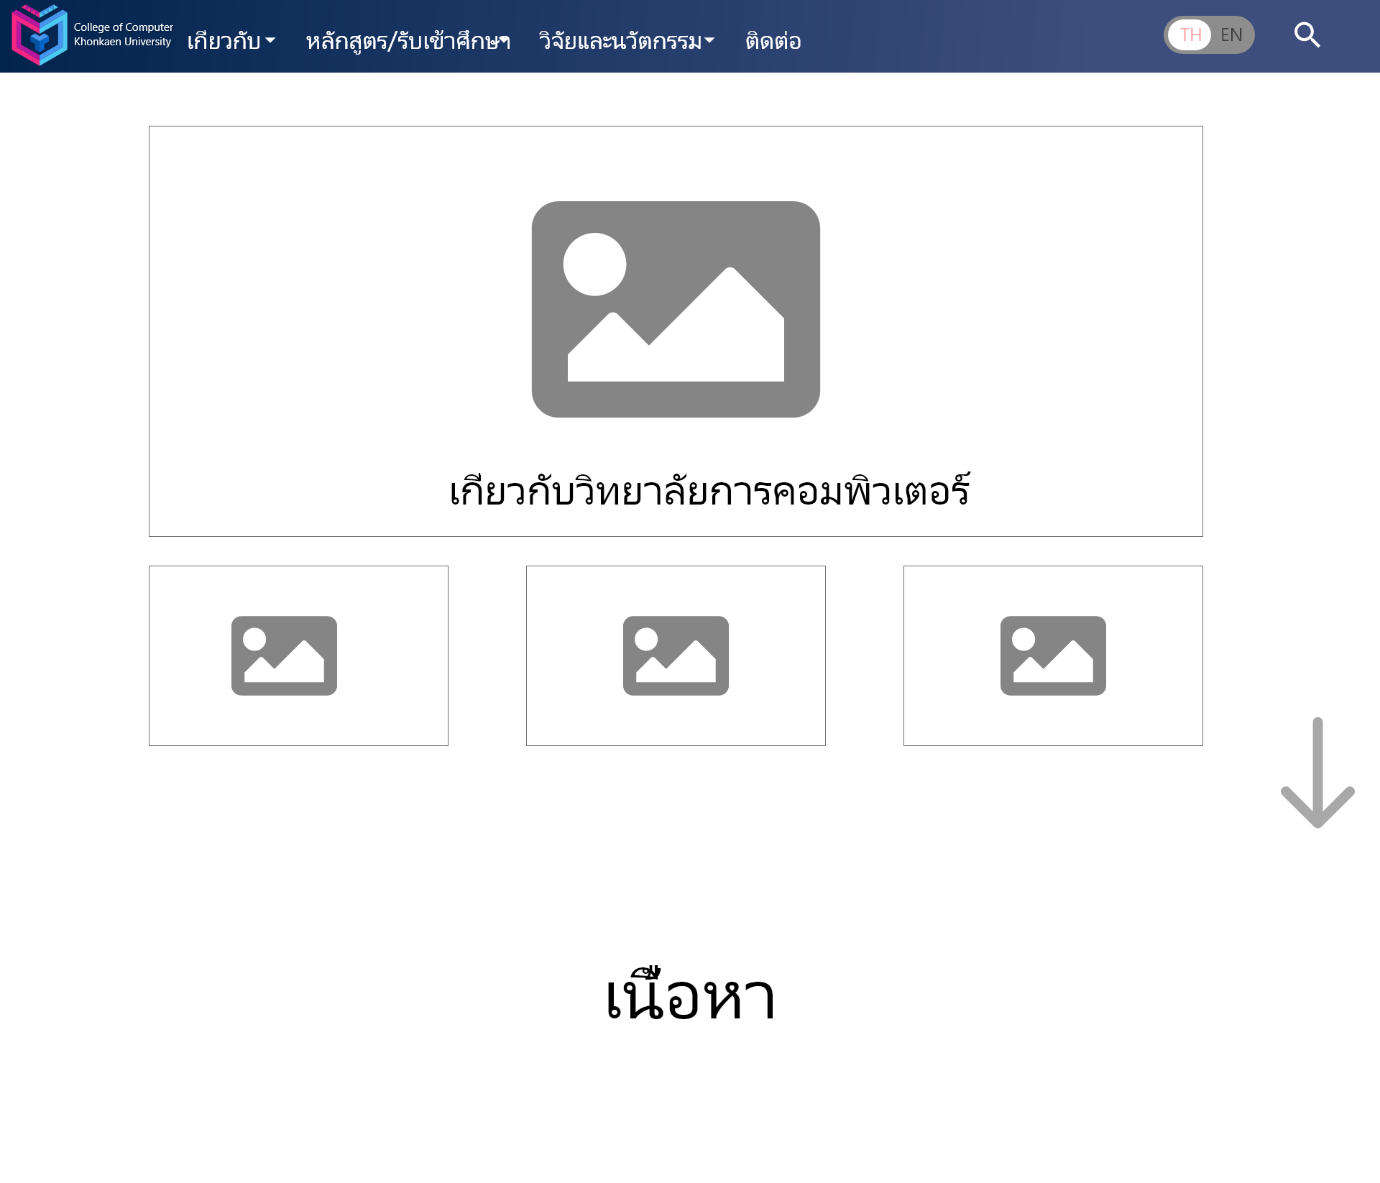 College of Computer
Khonkaen University
เกี่ยวกับ หลักสูตร/รับเข้าศึกษา วิจัยและนวัตกรรม ติดต่อ TH EN
เกี่ยวกับวิทยาลัยการคอมพิวเตอร์
เนื้อหา